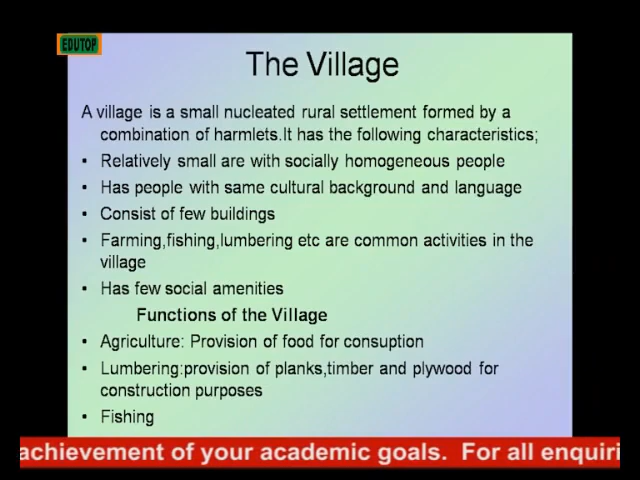 EDUTOP
The Village
A village is a small nucleated rural settlement formed by a
combination of harmlets.It has the following characteristics;
• Relatively small are with socially homogeneous people
• Has people with same cultural background and language
• Consist of few buildings
• Farming,fishing,lumbering etc are common activities in the
village
• Has few social amenities
Functions of the Village
• Agriculture: Provision of food for consuption
• Lumbering:provision of planks,timber and plywood for
construction purposes
• Fishing
achievement of your academic goals. For all enquiri